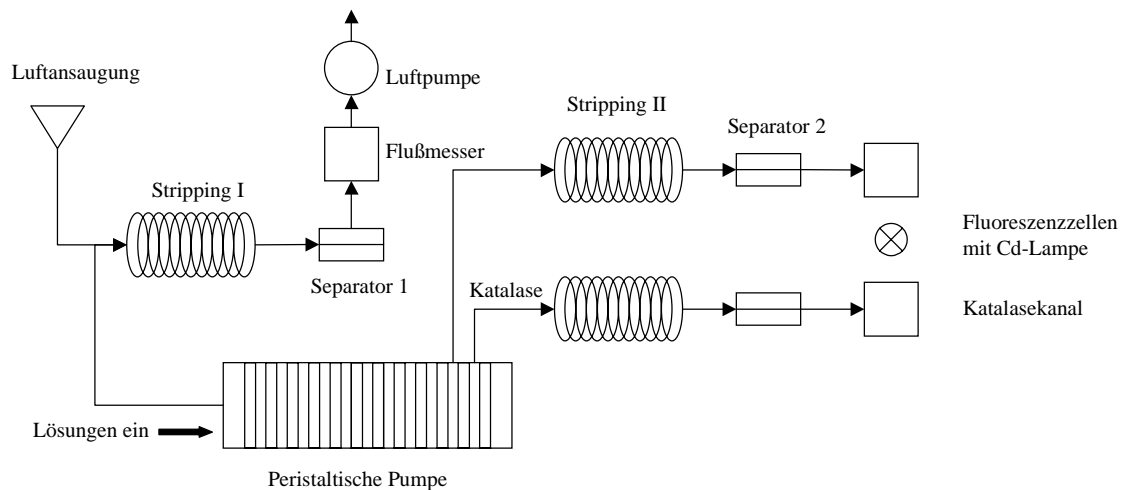 Luftansaugung
Luftpumpe
Stripping II
Separator 2
Flußmesser
Stripping I
Fluoreszenzzellen
mit Cd-Lampe
Separator 1
Katalase
Katalasekanal
Lösungen ein
Peristaltische Pumpe